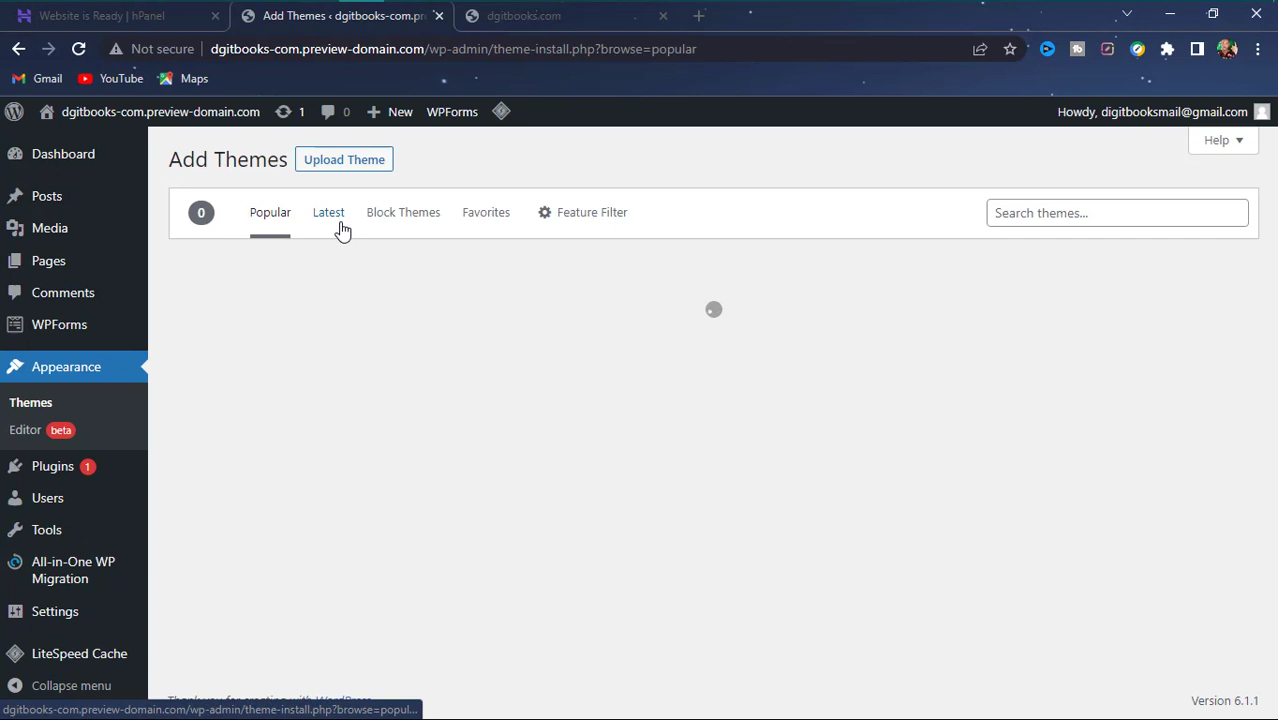 Website is Ready | hPanel
Add Themes ‹ dgitbooks-com.pre
dgitbooks.com
Not secure
dgitbooks-com.preview-domain.com/wp-admin/theme-install.php?browse=popular
Gmail
YouTube
Maps
dgitbooks-com.preview-domain.com
1
0
New
WPForms
Howdy, digitbooksmail@gmail.com
Dashboard
Posts
Media
Pages
Comments
WPForms
Appearance
Themes
Editor beta
Plugins 1
Users
Tools
All-in-One WP
Migration
Settings
LiteSpeed Cache
Collapse menu
Add Themes
Upload Theme
Help
0
Popular
Latest
Block Themes
Favorites
Feature Filter
Search themes...
Thank you for creating with WordPress.
Version 6.1.1
dgitbooks-com.preview-domain.com/wp-admin/theme-install.php?browse=popul...